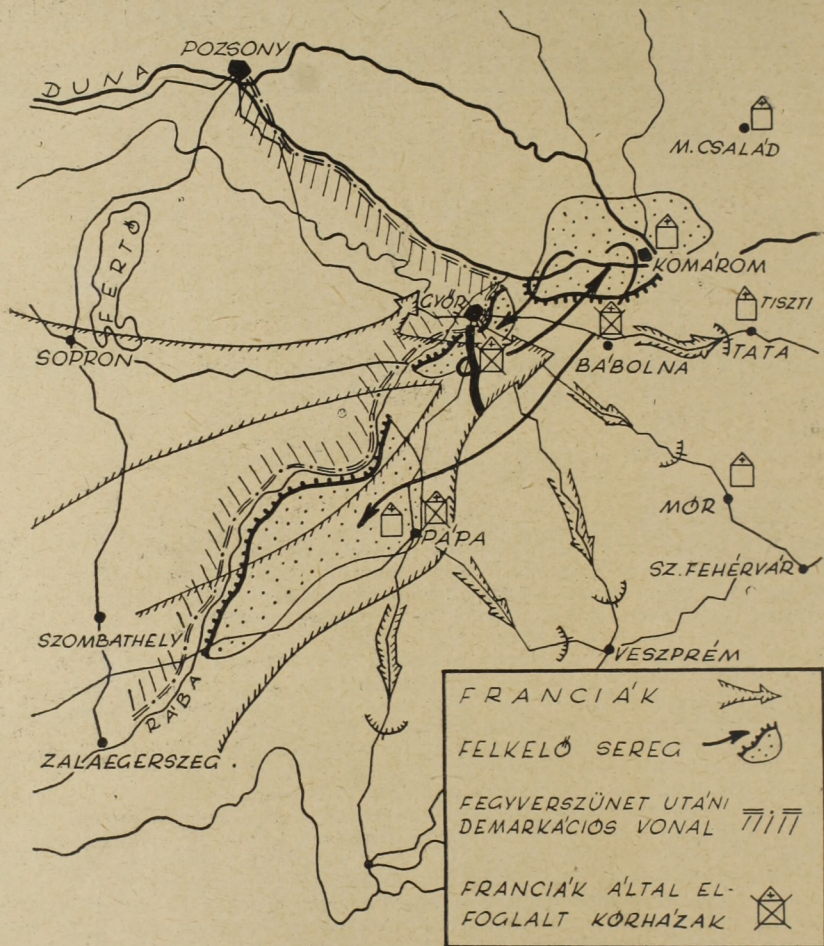 POZSONY
DUNA
M. CSALÁD
FERTŐ
KOMÁROM
GYŐR
TISZTI
SOPRON
BÁBOLNA
TATA
MÓR
PÁPA
SZ. FEHÉRVÁR
SZOMBATHELY
VESZPRÉM
RÁBA
ZALAEGERSZEG.
FRANCIÁK
FELKELŐ SEREG
FEGYVERSZÜNET UTÁNI
DEMARKÁCIÓS VONAL
FRANCIÁK ÁLTAL EL-
FOGLALT KÓRHÁZAK